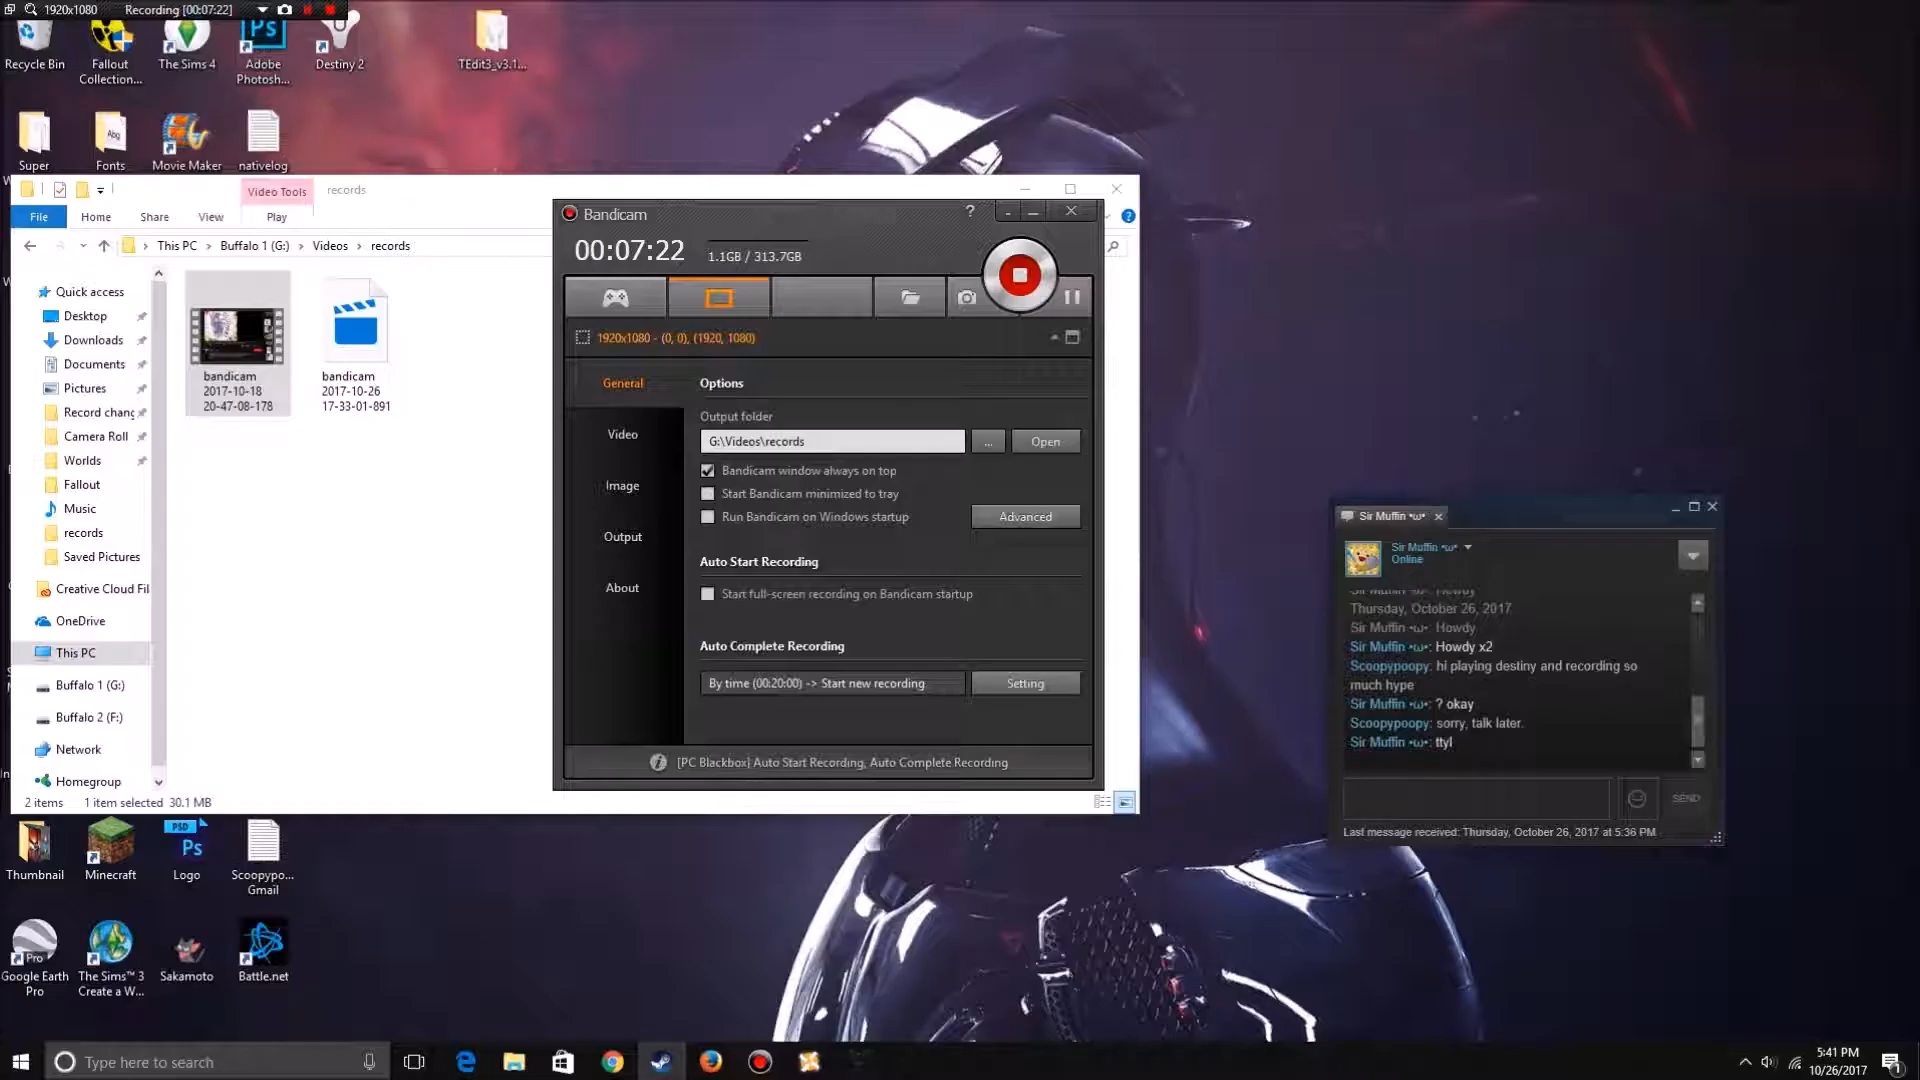 1920x1080
Recording [00:07:22]
Recycle Bin
Fallout
Collection...
The Sims 4
Adobe
Photosh...
Destiny 2
TEdit3_v3.1...
Super
Fonts
Movie Maker
nativelog
Video Tools
records
File
Home
Share
View
Play
This PC
Buffalo 1 (G:)
Videos
records
Quick access
Desktop
Downloads
Documents
Pictures
Record chang
Camera Roll
Worlds
Fallout
Music
records
Saved Pictures
Creative Cloud Fil
OneDrive
This PC
Buffalo 1 (G:)
Buffalo 2 (F:)
Network
Homegroup
bandicam
2017-10-18
20-47-08-178
bandicam
2017-10-26
17-33-01-891
2 items
1 item selected 30.1 MB
Bandicam
00:07:22
1.1GB / 313.7GB
1920x1080 - (0, 0), (1920, 1080)
General
Video
Image
Output
About
Options
Output folder
G:\Videos\records
...
Open
Bandicam window always on top
Start Bandicam minimized to tray
Run Bandicam on Windows startup
Advanced
Auto Start Recording
Start full-screen recording on Bandicam startup
Auto Complete Recording
By time (00:20:00) -> Start new recording
Setting
[PC Blackbox] Auto Start Recording, Auto Complete Recording
Sir Muffin •ω•
Sir Muffin •ω•
Online
Sir Muffin •ω•: Howdy
Thursday, October 26, 2017
Sir Muffin •ω•: Howdy
Sir Muffin •ω•: Howdy x2
Scoopypoopy: hi playing destiny and recording so
much hype
Sir Muffin •ω•: ? okay
Scoopypoopy: sorry, talk later.
Sir Muffin •ω•: ttyl
SEND
Last message received: Thursday, October 26, 2017 at 5:36 PM
Thumbnail
Minecraft
PSD
Ps
Logo
Scoopypo...
Gmail
Pro
Google Earth
Pro
The Sims™ 3
Create a W...
Sakamoto
Battle.net
Type here to search
5:41 PM
10/26/2017